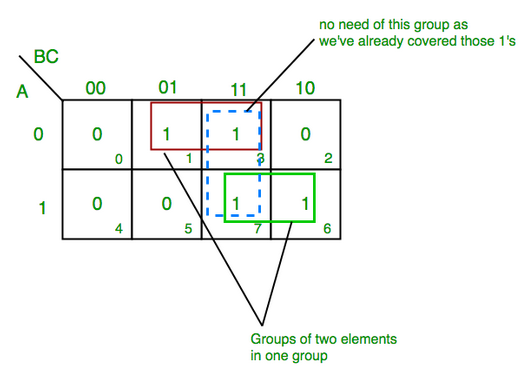 no need of this group as
we've already covered those 1's
BC
A 00 01 11 10
0 0 1 1 0
0 1 3 2
1 0 0 1 1
4 5 7 6
Groups of two elements
in one group